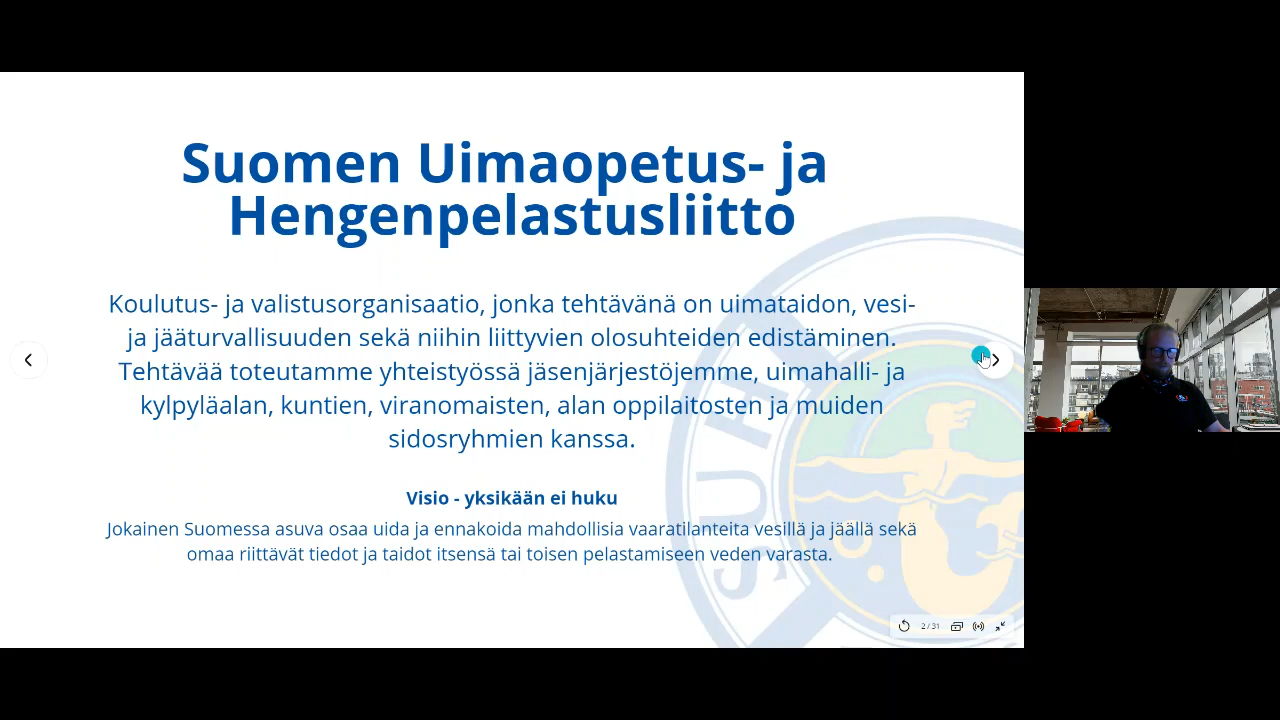 Suomen Uimaopetus- ja
Hengenpelastusliitto
Koulutus- ja valistusorganisaatio, jonka tehtävänä on uimataidon, vesi-
ja jääturvallisuuden sekä niihin liittyvien olosuhteiden edistäminen.
Tehtävää toteutamme yhteistyössä jäsenjärjestöjemme, uimahalli- ja
kylpyläalan, kuntien, viranomaisten, alan oppilaitosten ja muiden
sidosryhmien kanssa.
Visio - yksikään ei huku
Jokainen Suomessa asuva osaa uida ja ennakoida mahdollisia vaaratilanteita vesillä ja jäällä sekä
omaa riittävät tiedot ja taidot itsensä tai toisen pelastamiseen veden varasta.
SUH
S
2 / 31